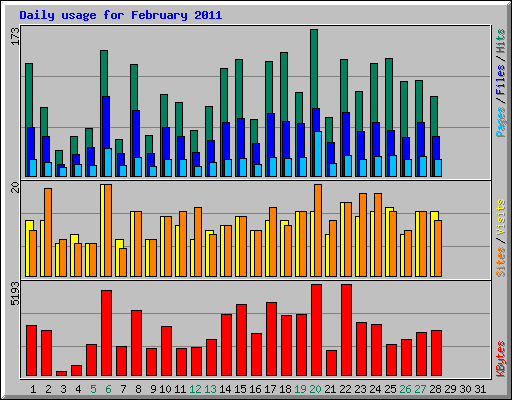 Daily usage for February 2011
173
Pages / Files / Hits
20
Sites / Visits
5193
KBytes
1 2 3 4 5 6 7 8 9 10 11 12 13 14 15 16 17 18 19 20 21 22 23 24 25 26 27 28 29 30 31